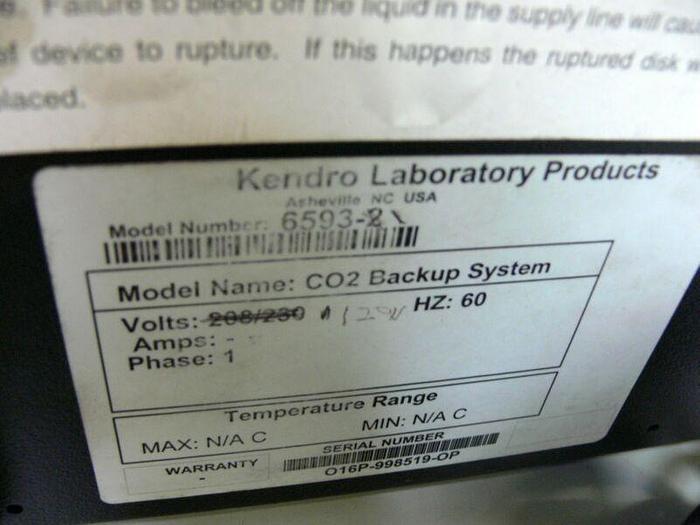 e. Failure to bleed off the liquid in the supply line will
ef device to rupture. If this happens the ruptured disk
placed.
Kendro Laboratory Products
Asheville NC USA
Model Number: 6593-
Model Name: CO2 Backup System
Volts: 208/230 120V HZ: 60
Amps: -
Phase: 1
Temperature Range
MAX: N/A C MIN: N/A C
WARRANTY
-
SERIAL NUMBER
O16P-998519-OP